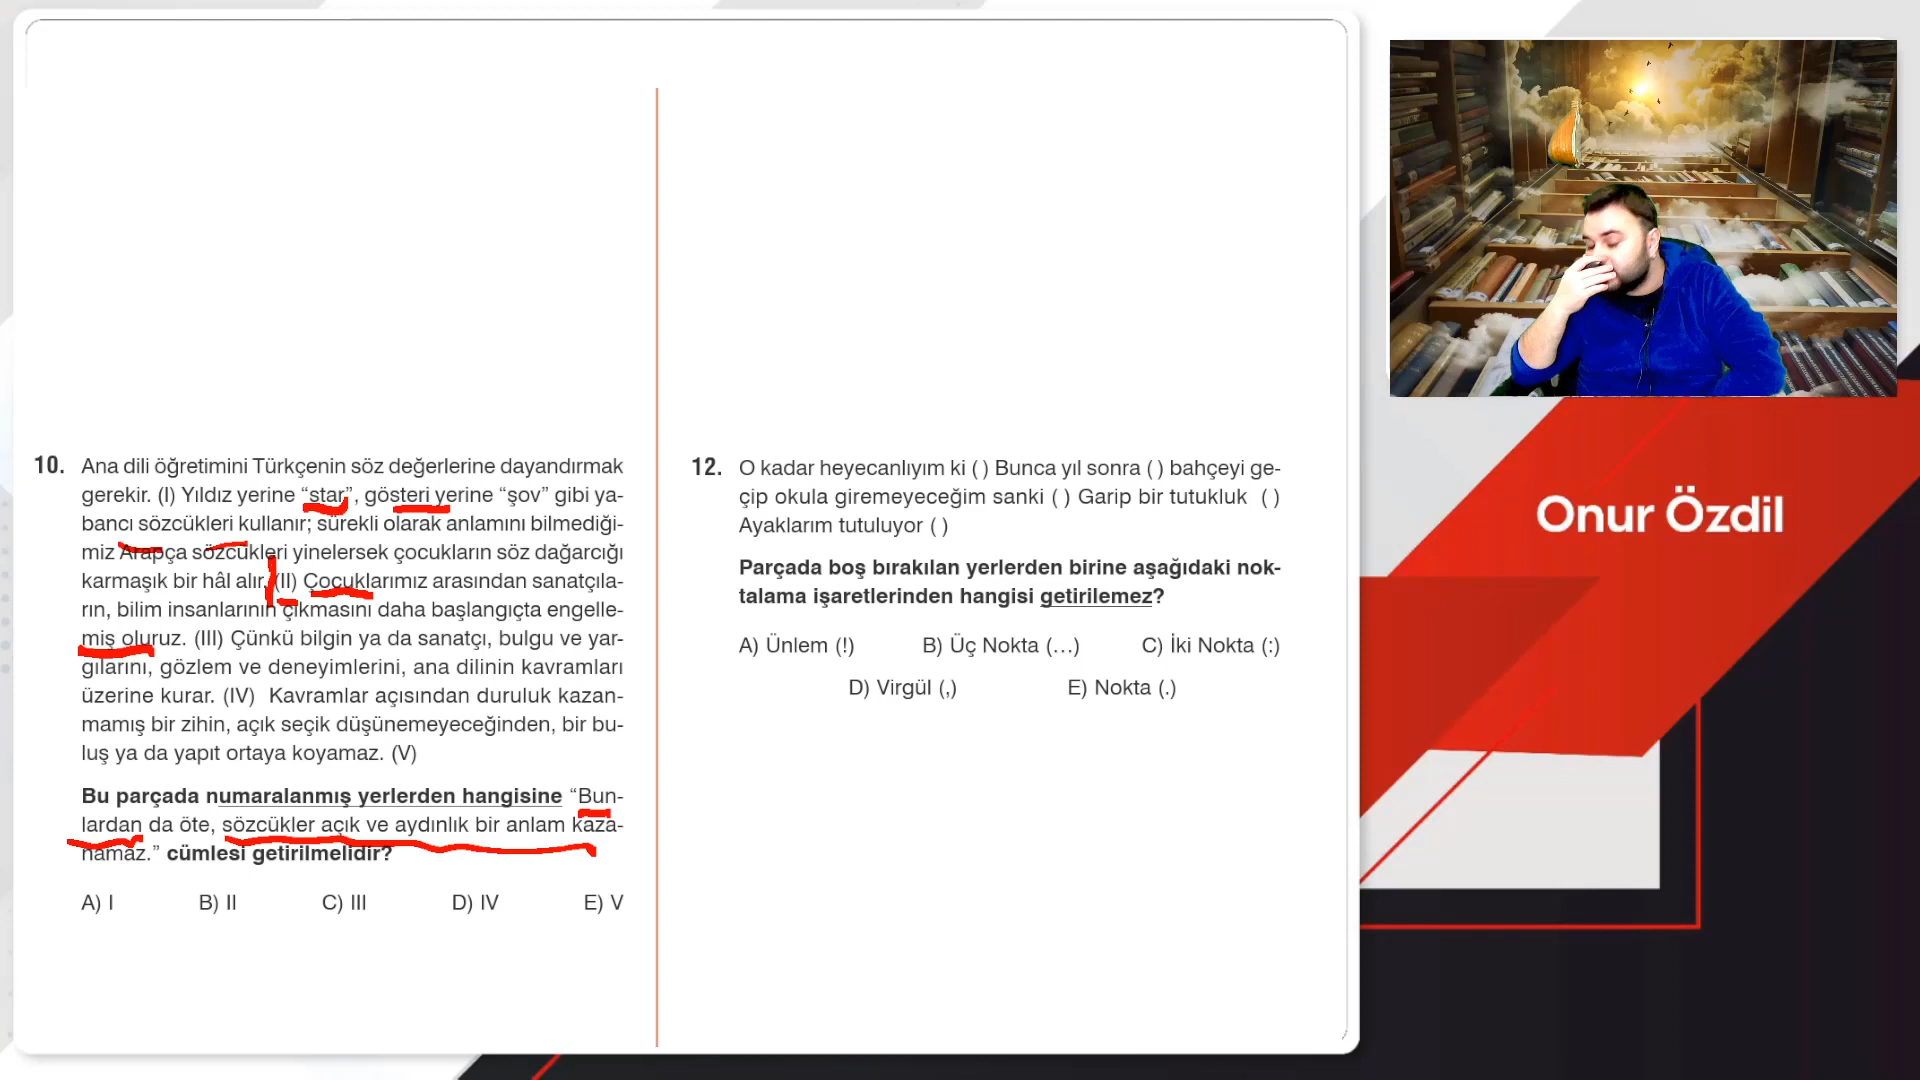 10. Ana dili öğretimini Türkçenin söz değerlerine dayandırmak
gerekir. (I) Yıldız yerine “star”, gösteri yerine “şov” gibi ya-
bancı sözcükleri kullanır; sürekli olarak anlamını bilmediği-
miz Arapça sözcükleri yinelersek çocukların söz dağarcığı
karmaşık bir hâl alır. (II) Çocuklarımız arasından sanatçıla-
rın, bilim insanlarının çıkmasını daha başlangıçta engelle-
miş oluruz. (III) Çünkü bilgin ya da sanatçı, bulgu ve yar-
gılarını, gözlem ve deneyimlerini, ana dilinin kavramları
üzerine kurar. (IV) Kavramlar açısından duruluk kazan-
mamış bir zihin, açık seçik düşünemeyeceğinden, bir bu-
luş ya da yapıt ortaya koyamaz. (V)
Bu parçada numaralanmış yerlerden hangisine “Bun-
lardan da öte, sözcükler açık ve aydınlık bir anlam kaza-
namaz.” cümlesi getirilmelidir?
A) I B) II C) III D) IV E) V
12. O kadar heyecanlıyım ki ( ) Bunca yıl sonra ( ) bahçeyi ge-
çip okula giremeyeceğim sanki ( ) Garip bir tutukluk ( )
Ayaklarım tutuluyor ( )
Parçada boş bırakılan yerlerden birine aşağıdaki nok-
talama işaretlerinden hangisi getirilemez?
A) Ünlem (!) B) Üç Nokta (...) C) İki Nokta (:)
D) Virgül (,) E) Nokta (.)
Onur Özdil